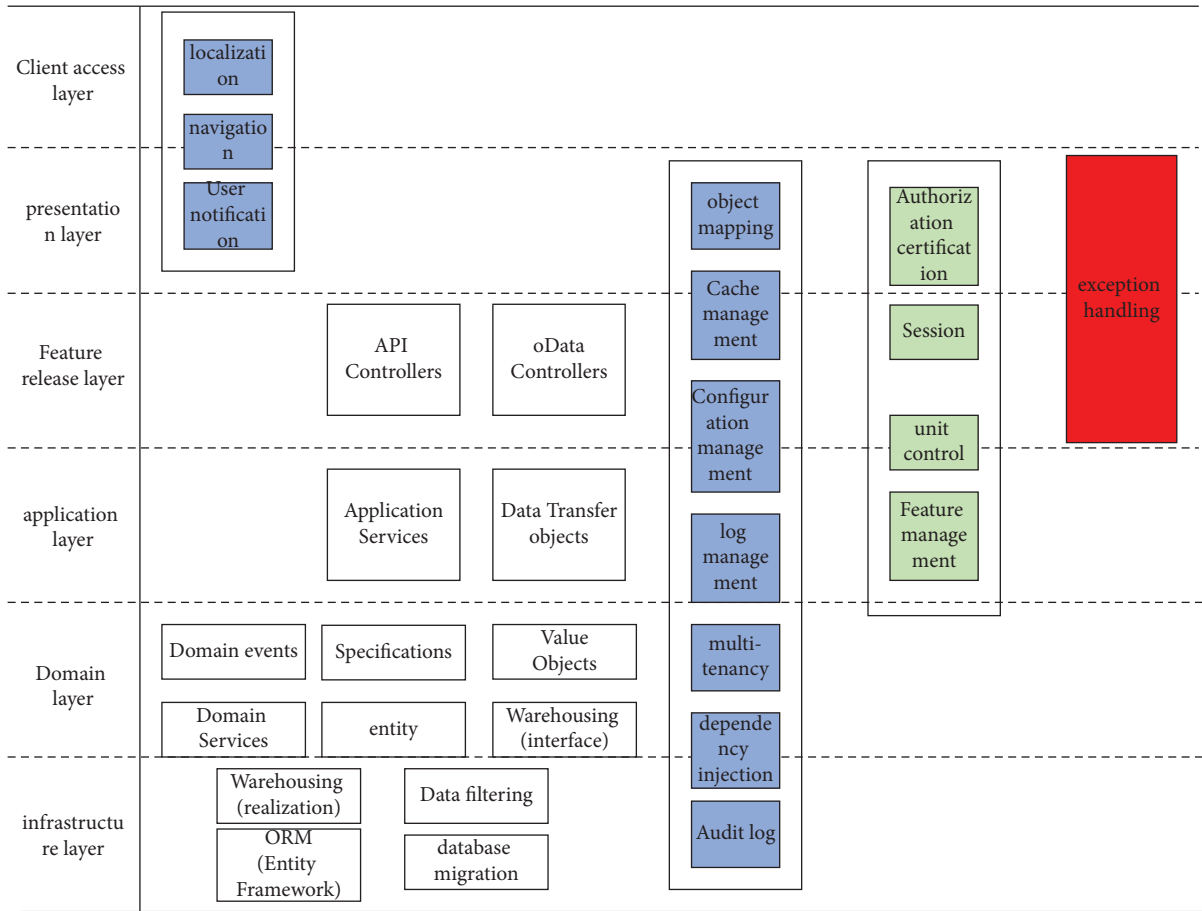 Client access
layer
localizati
on
navigatio
n
presentatio
n layer
User
notificati
on
object
mapping
Authoriz
ation
certificat
ion
exception
handling
Feature
release layer
API
Controllers
oData
Controllers
Cache
manage
ment
Session
Configur
ation
manage
ment
unit
control
application
layer
Application
Services
Data Transfer
objects
log
manage
ment
Feature
manage
ment
Domain
layer
Domain events
Specifications
Value
Objects
multi-
tenancy
Domain
Services
entity
Warehousing
(interface)
depende
ncy
injection
infrastructu
re layer
Warehousing
(realization)
Data filtering
ORM
(Entity
Framework)
database
migration
Audit log